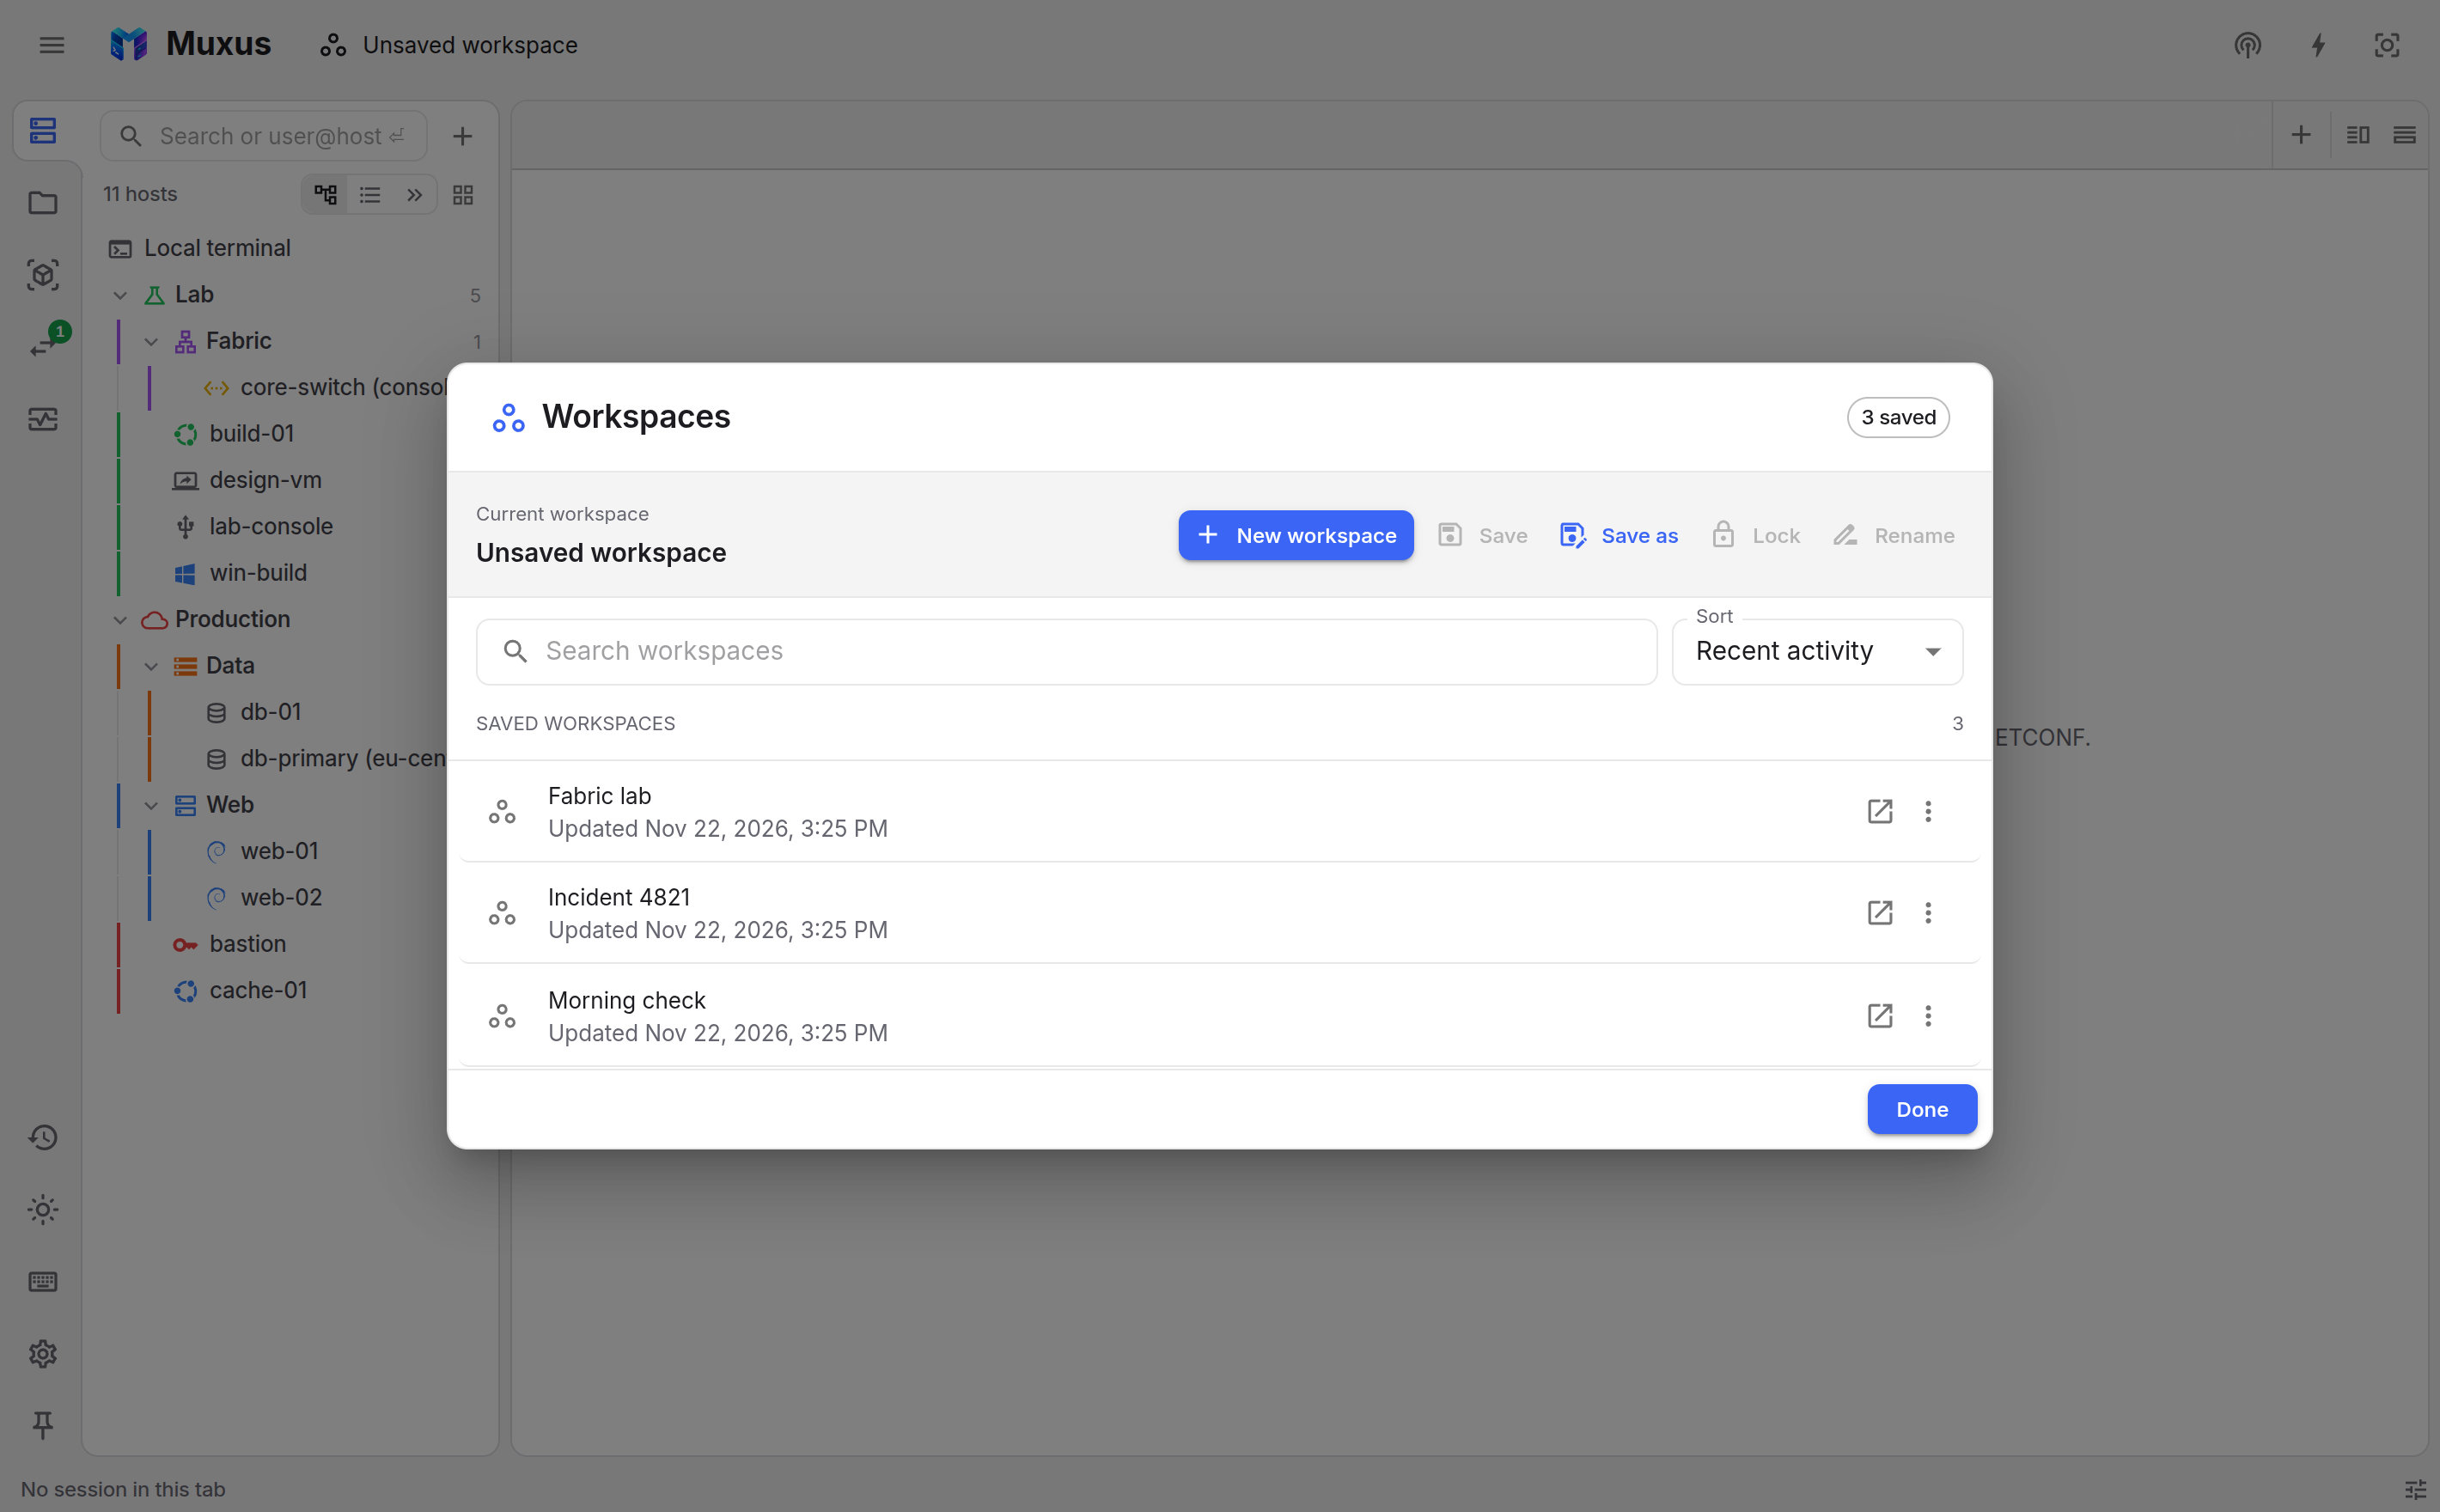 Muxus
Unsaved workspace
Search or user@host ⏎
11 hosts
Local terminal
Lab 5
Fabric 1
core-switch (consol
build-01
design-vm
lab-console
win-build
Production
Data
db-01
db-primary (eu-cen
Web
web-01
web-02
bastion
cache-01
1
No session in this tab
ETCONF.
Workspaces
3 saved
Current workspace
Unsaved workspace
New workspace
Save
Save as
Lock
Rename
Search workspaces
Sort
Recent activity
SAVED WORKSPACES 3
Fabric lab
Updated Nov 22, 2026, 3:25 PM
Incident 4821
Updated Nov 22, 2026, 3:25 PM
Morning check
Updated Nov 22, 2026, 3:25 PM
Done